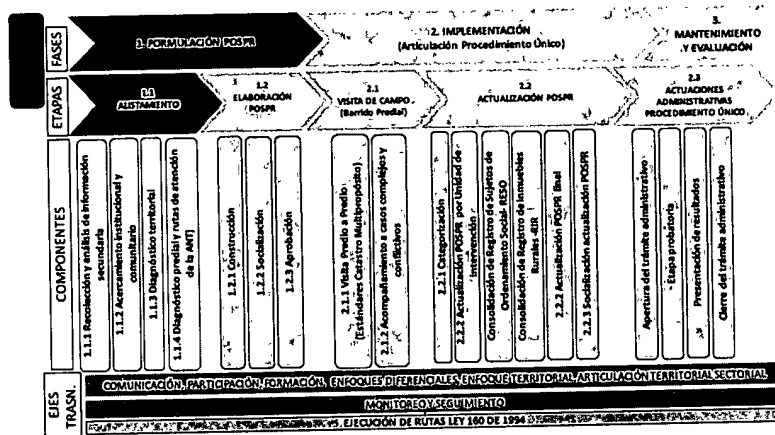 FASES
1. FORMULACIÓN POSPR
2. IMPLEMENTACIÓN
(Articulación Procedimiento Único)
3.
MANTENIMIENTO
Y EVALUACIÓN
ETAPAS
1.1
ALISTAMIENTO
1.2
ELABORACIÓN
POSPR
2.1
VISITA DE CAMPO
(Barrido Predial)
2.2
ACTUALIZACIÓN POSPR
2.3
ACTUACIONES
ADMINISTRATIVAS
PROCEDIMIENTO ÚNICO
COMPONENTES
1.1.1 Recolección y análisis de información
secundaria
1.1.2 Acercamiento institucional y
comunitario
1.1.3 Diagnóstico territorial
1.1.4 Diagnóstico predial y rutas de atención
de la ANT
1.2.1 Construcción
1.2.2 Socialización
1.2.3 Aprobación
2.1.1 Visita Predio a Predio
(Estándares Catastro Multipropósito)
2.1.2 Acompañamiento a casos complejos y
conflictivos
2.2.1 Categorización
2.2.2 Actualización POSPR por Unidad de
Intervención
Consolidación de Registro de Sujetos de
Ordenamiento Social- RESO
Consolidación de Registro de Inmuebles
Rurales -RIR
2.2.2 Actualización POSPR final
2.2.3 Socialización actualización POSPR
Apertura del trámite administrativo
Etapa probatoria
Presentación de resultados
Cierre del trámite administrativo
EJES
TRASN.
COMUNICACIÓN, PARTICIPACIÓN, FORMACIÓN, ENFOQUES DIFERENCIALES, ENFOQUE TERRITORIAL, ARTICULACIÓN TERRITORIAL SECTORIAL
MONITOREO Y SEGUIMIENTO
5. EJECUCIÓN DE RUTAS LEY 160 DE 1994